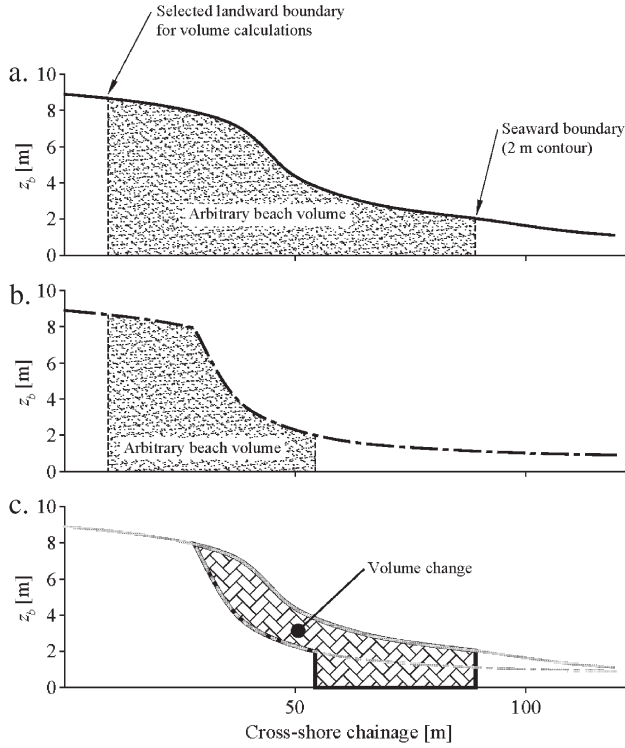 Selected landward boundary
for volume calculations
a.
10
8
6
4
2
0
z_b [m]
Seaward boundary
(2 m contour)
Arbitrary beach volume
b.
10
8
6
4
2
0
z_b [m]
Arbitrary beach volume
c.
10
8
6
4
2
0
z_b [m]
Volume change
50
100
Cross-shore chainage [m]